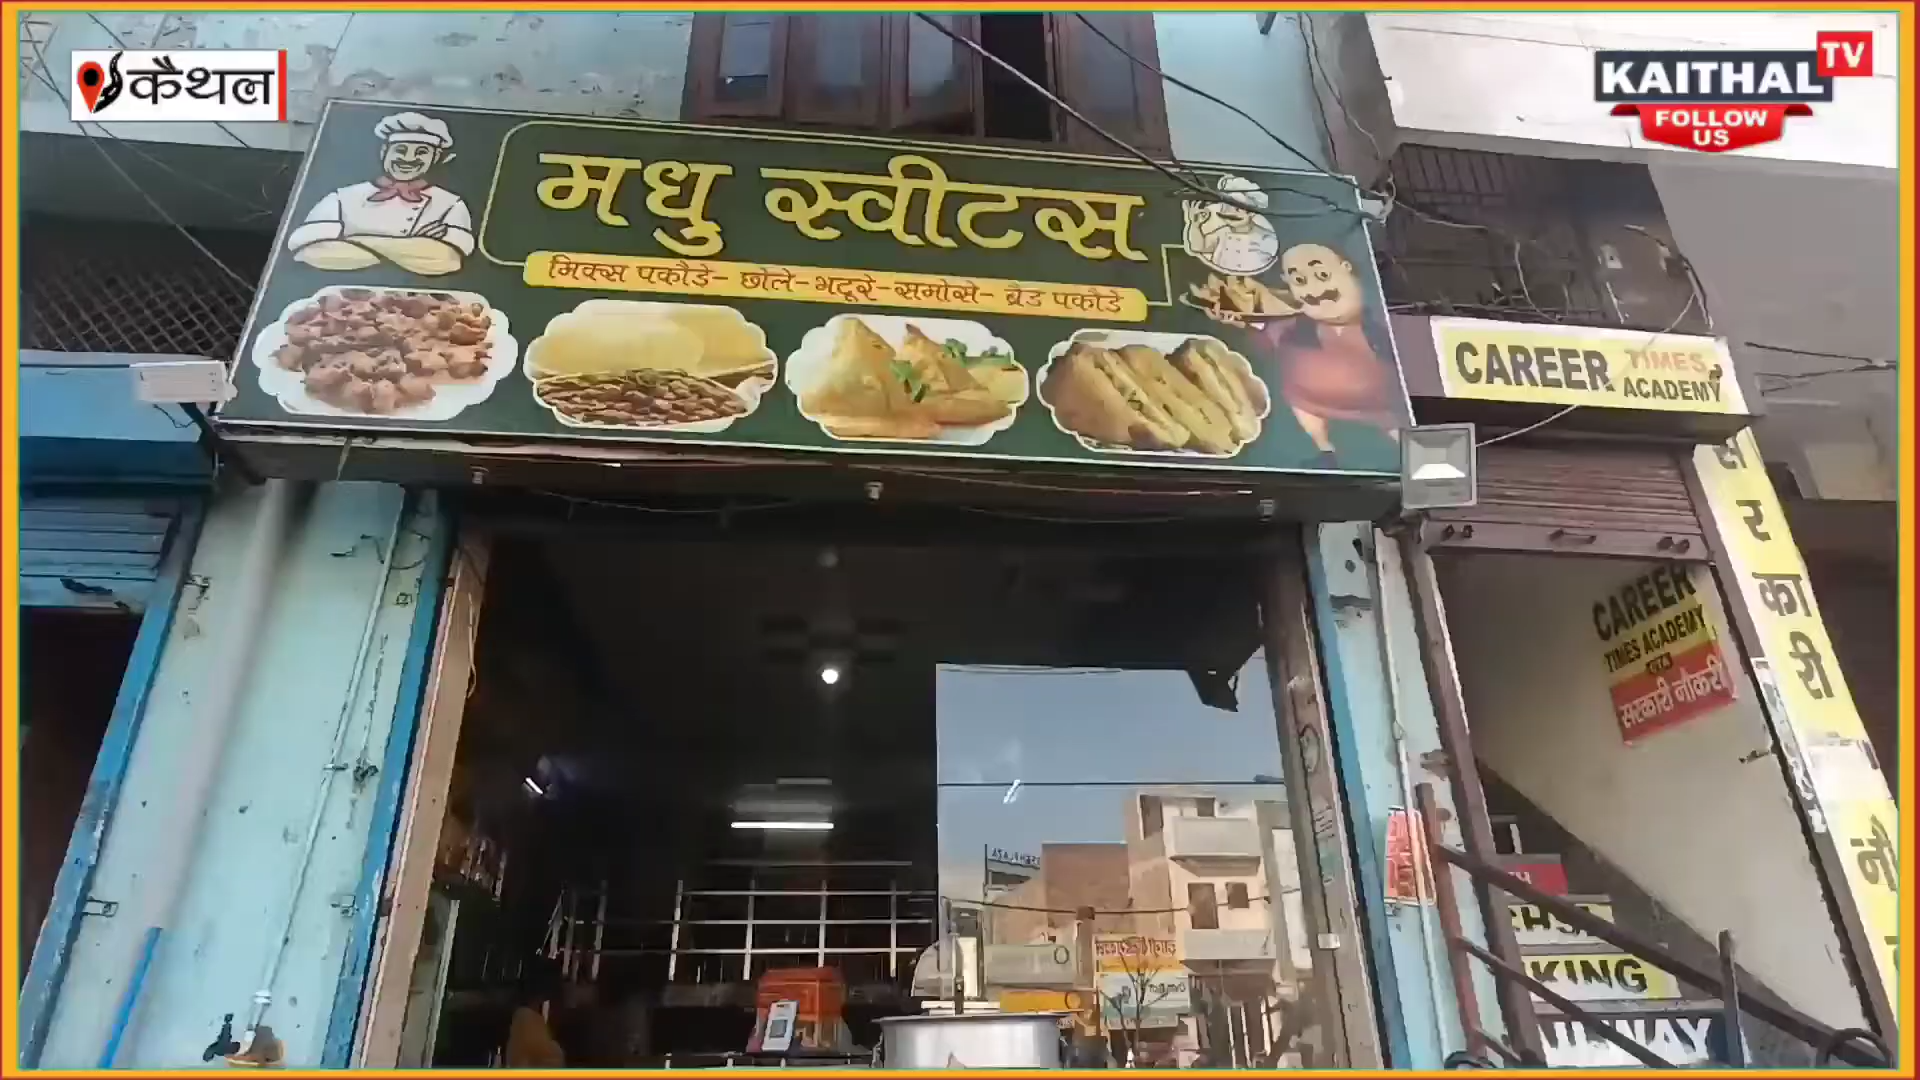 कैथल
KAITHAL TV
FOLLOW
US
मधु स्वीटस
मिक्स पकौडे- छोले-भटूरे-समोसे- ब्रैड पकौडे
CAREER TIMES
ACADEMY
सरकारी
नौ
CAREER
TIMES ACADEMY
सरकारी नौकरी
KING